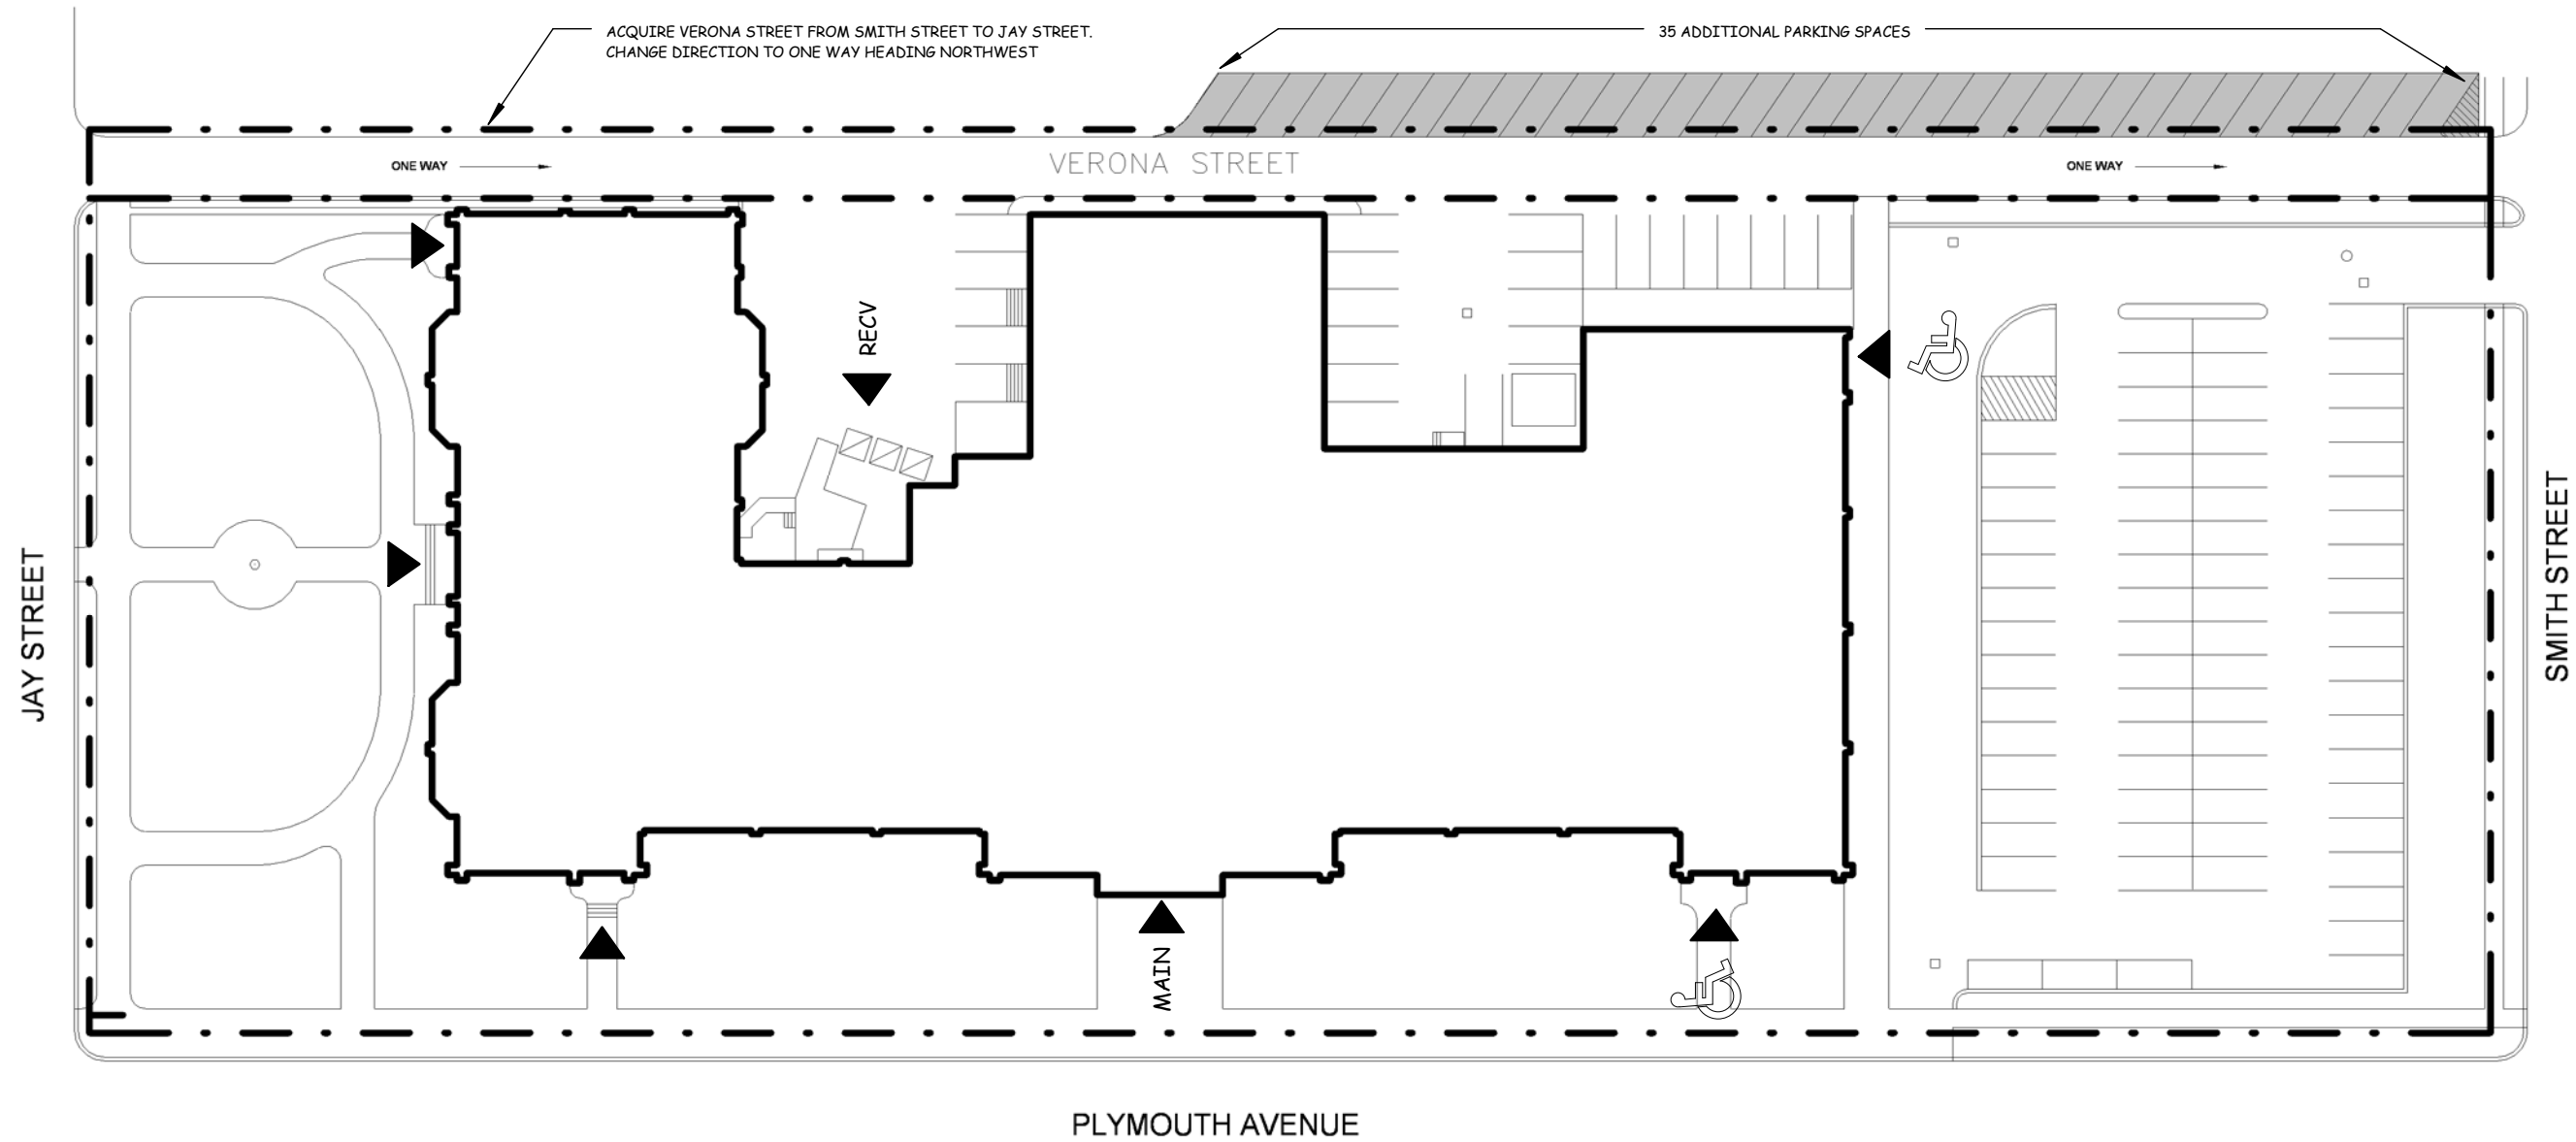 ACQUIRE VERONA STREET FROM SMITH STREET TO JAY STREET.
CHANGE DIRECTION TO ONE WAY HEADING NORTHWEST
35 ADDITIONAL PARKING SPACES
ONE WAY
VERONA STREET
ONE WAY
RECV
JAY STREET
SMITH STREET
MAIN
PLYMOUTH AVENUE